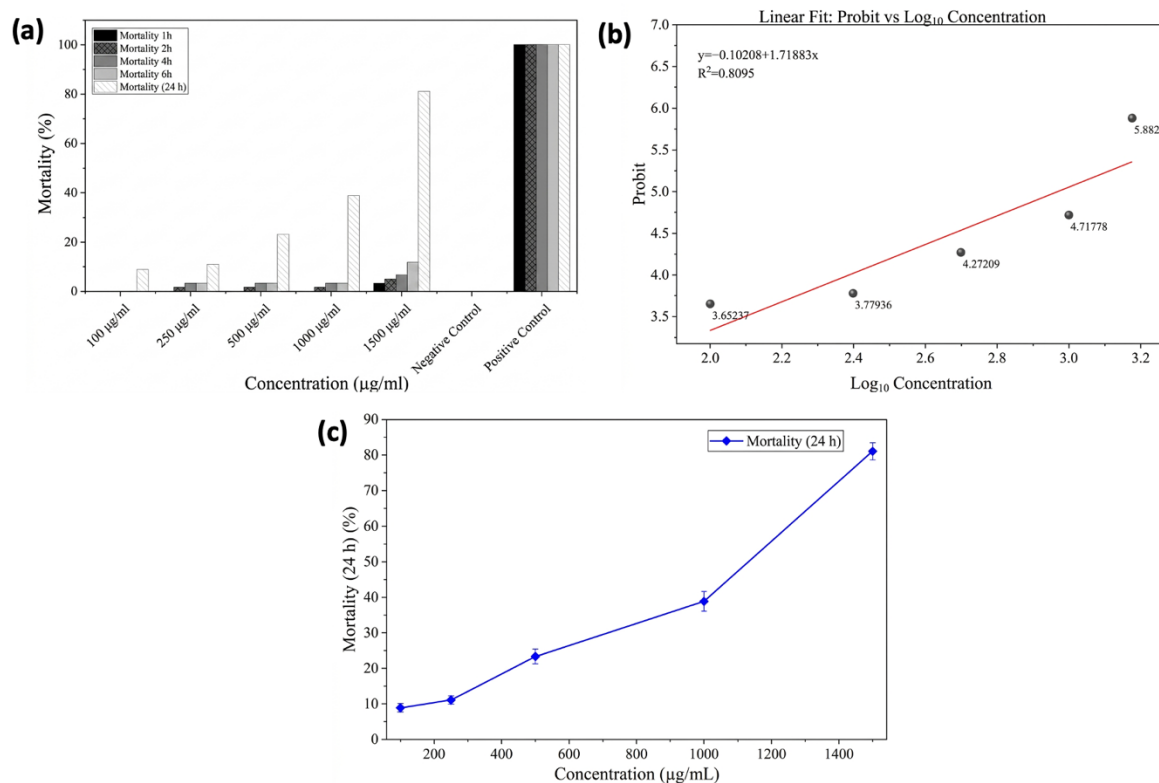 (a)
Mortality 1h
Mortality 2h
Mortality 4h
Mortality 6h
Mortality (24 h)
100
80
60
40
20
0
Mortality (%)
100 µg/ml
250 µg/ml
500 µg/ml
1000 µg/ml
1500 µg/ml
Negative Control
Positive Control
Concentration (µg/ml)
(b)
Linear Fit: Probit vs Log₁₀ Concentration
y=−0.10208+1.71883x
R²=0.8095
7.0
6.5
6.0
5.5
5.0
4.5
4.0
3.5
Probit
3.65237
3.77936
4.27209
4.71778
5.882
2.0
2.2
2.4
2.6
2.8
3.0
3.2
Log₁₀ Concentration
(c)
Mortality (24 h)
90
80
70
60
50
40
30
20
10
0
Mortality (24 h) (%)
200
400
600
800
1000
1200
1400
Concentration (µg/mL)